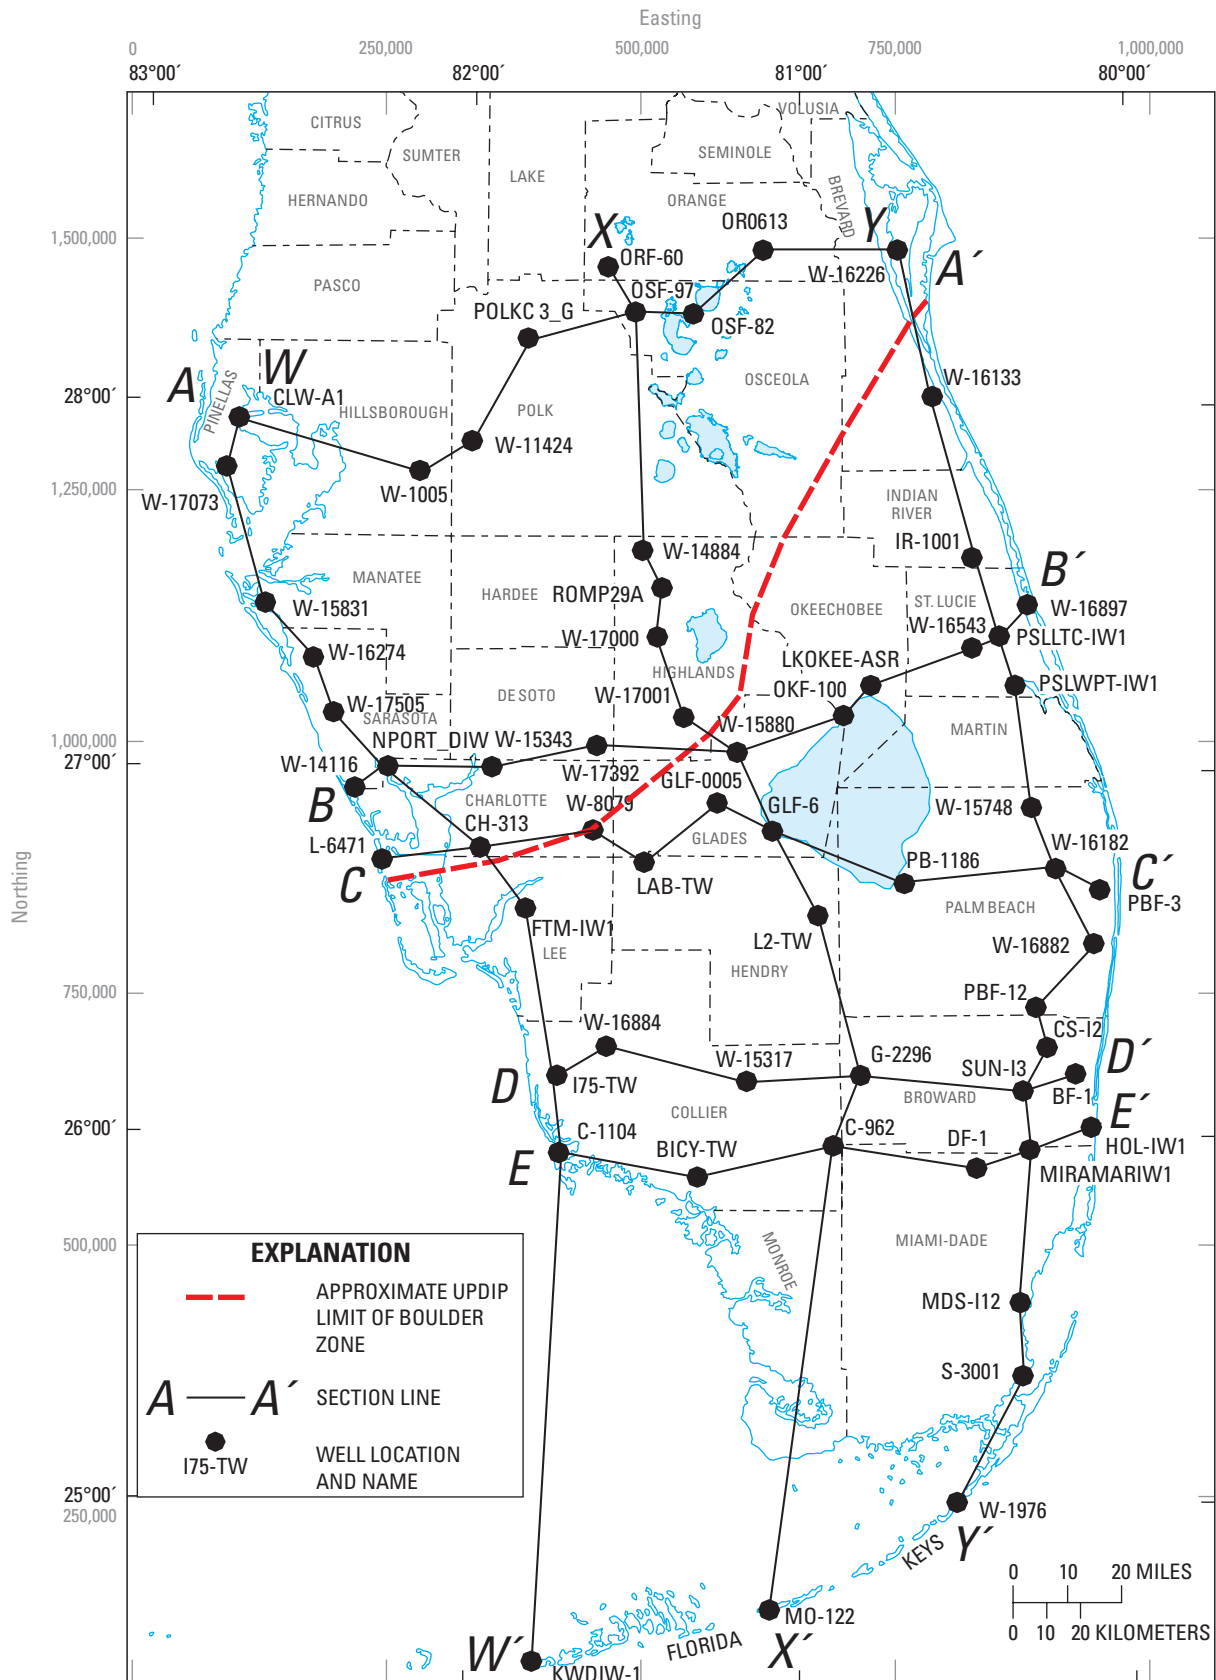 Easting
0 250,000 500,000 750,000 1,000,000
83°00´ 82°00´ 81°00´ 80°00´
VOLUSIA
CITRUS
SUMTER
SEMINOLE
LAKE
HERNANDO
ORANGE
BREVARD
OR0613
Y
X
1,500,000
ORF-60
W-16226
A´
PASCO
OSF-97
POLKC 3_G
OSF-82
W-16133
OSCEOLA
A
W
PINELLAS
28°00´
CLW-A1
HILLSBOROUGH
POLK
W-11424
1,250,000
W-17073
W-1005
INDIAN
RIVER
IR-1001
W-14884
B´
MANATEE
HARDEE
ROMP29A
OKEECHOBEE
ST. LUCIE
W-16897
W-15831
W-16543
W-17000
PSLLTC-IW1
W-16274
LKOKEE-ASR
HIGHLANDS
PSLWPT-IW1
DE SOTO
OKF-100
W-17001
W-17505
SARASOTA
W-15880
MARTIN
1,000,000
NPORT_DIW
W-15343
27°00´
W-14116
W-17392
GLF-0005
B
CHARLOTTE
W-8079
W-15748
CH-313
GLF-6
GLADES
L-6471
W-16182
PB-1186
C
LAB-TW
C´
PBF-3
PALM BEACH
Northing
FTM-IW1
L2-TW
W-16882
LEE
HENDRY
750,000
PBF-12
W-16884
CS-I2
W-15317
G-2296
D´
SUN-I3
D
I75-TW
BROWARD
BF-1
COLLIER
E´
26°00´
C-1104
C-962
DF-1
BICY-TW
HOL-IW1
E
MIRAMARIW1
500,000
MIAMI-DADE
MONROE
EXPLANATION
APPROXIMATE UPDIP
LIMIT OF BOULDER
ZONE
MDS-I12
S-3001
A A´ SECTION LINE
I75-TW
WELL LOCATION
AND NAME
25°00´
250,000
W-1976
Y´
KEYS
0 10 20 MILES
0 10 20 KILOMETERS
MO-122
FLORIDA
X´
W´
KWDIW-1